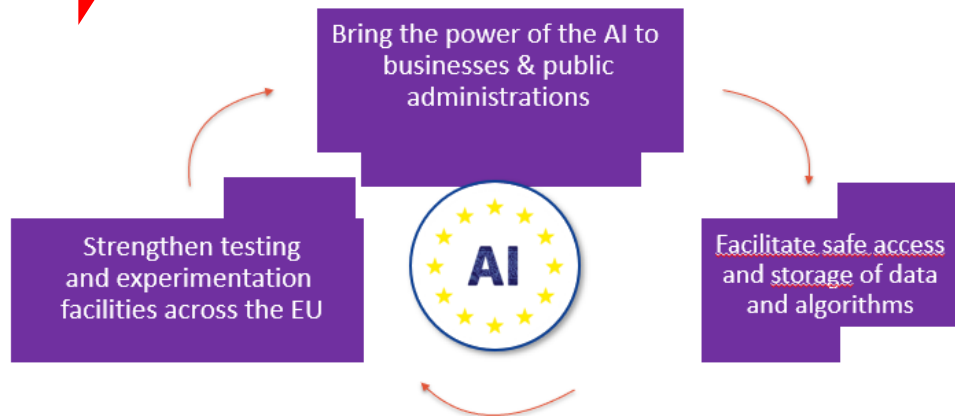 Bring the power of the AI to
businesses & public
administrations
Strengthen testing
and experimentation
facilities across the EU
AI
Facilitate safe access
and storage of data
and algorithms